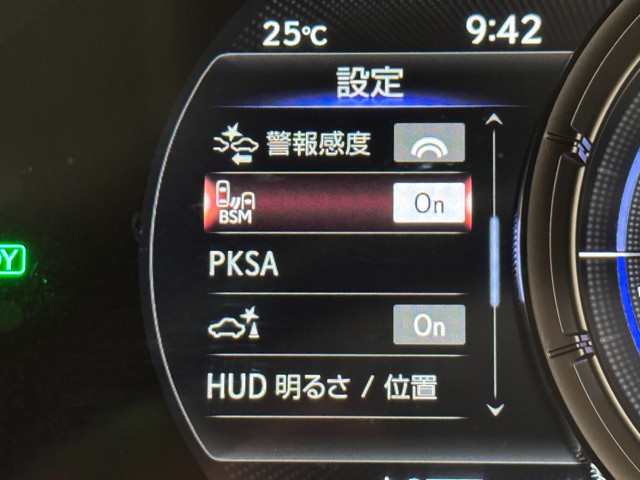 25℃ 9:42
設定
警報感度
BSM On
PKSA
On
HUD 明るさ / 位置